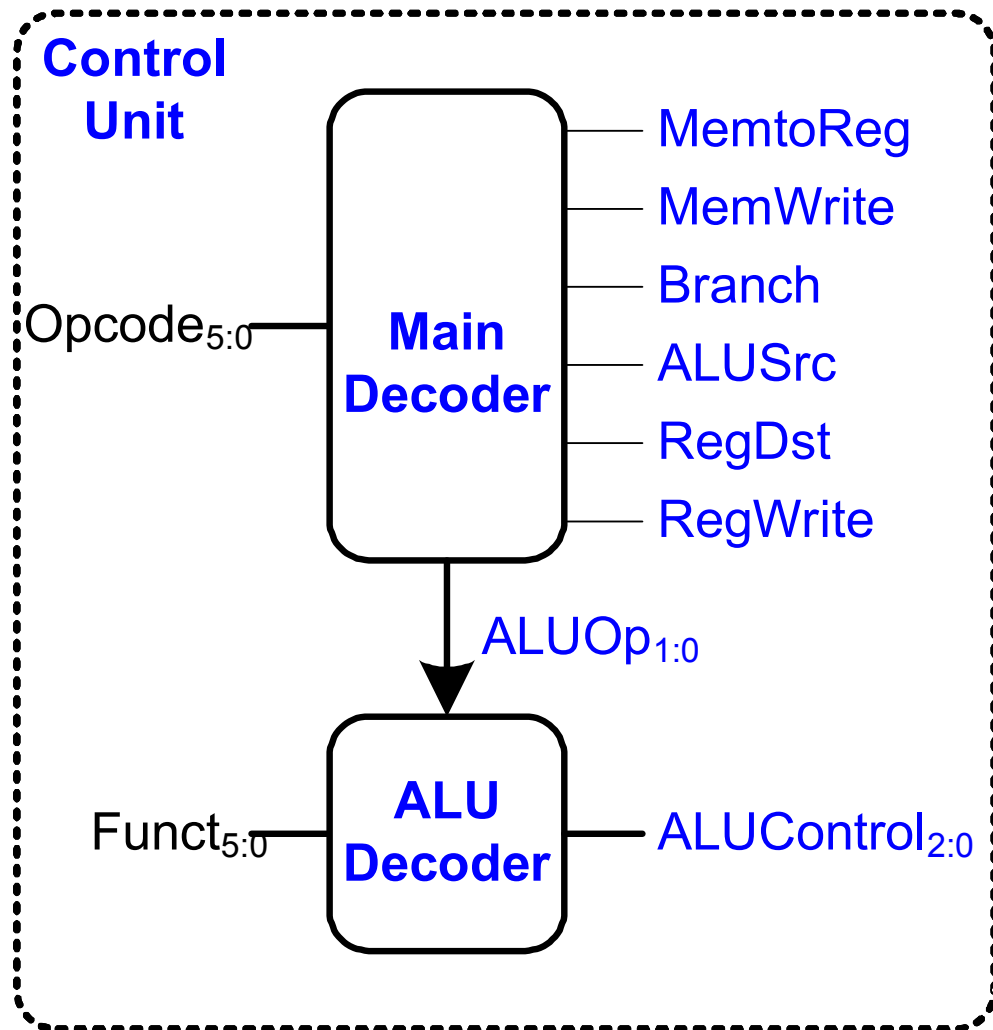 Control
Unit
MemtoReg
MemWrite
Branch
Opcode5:0
Main
Decoder
ALUSrc
RegDst
RegWrite
ALUOp1:0
ALU
Decoder
Funct5:0
ALUControl2:0